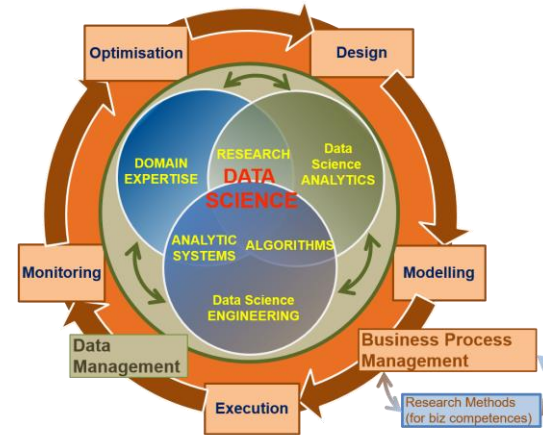 Optimisation
Design
RESEARCH
Data
Science
ANALYTICS
DOMAIN
EXPERTISE
DATA
SCIENCE
ANALYTIC
SYSTEMS
ALGORITHMS
Monitoring
Modelling
Data Science
ENGINEERING
Data
Management
Business Process
Management
Execution
Research Methods
(for biz competences)